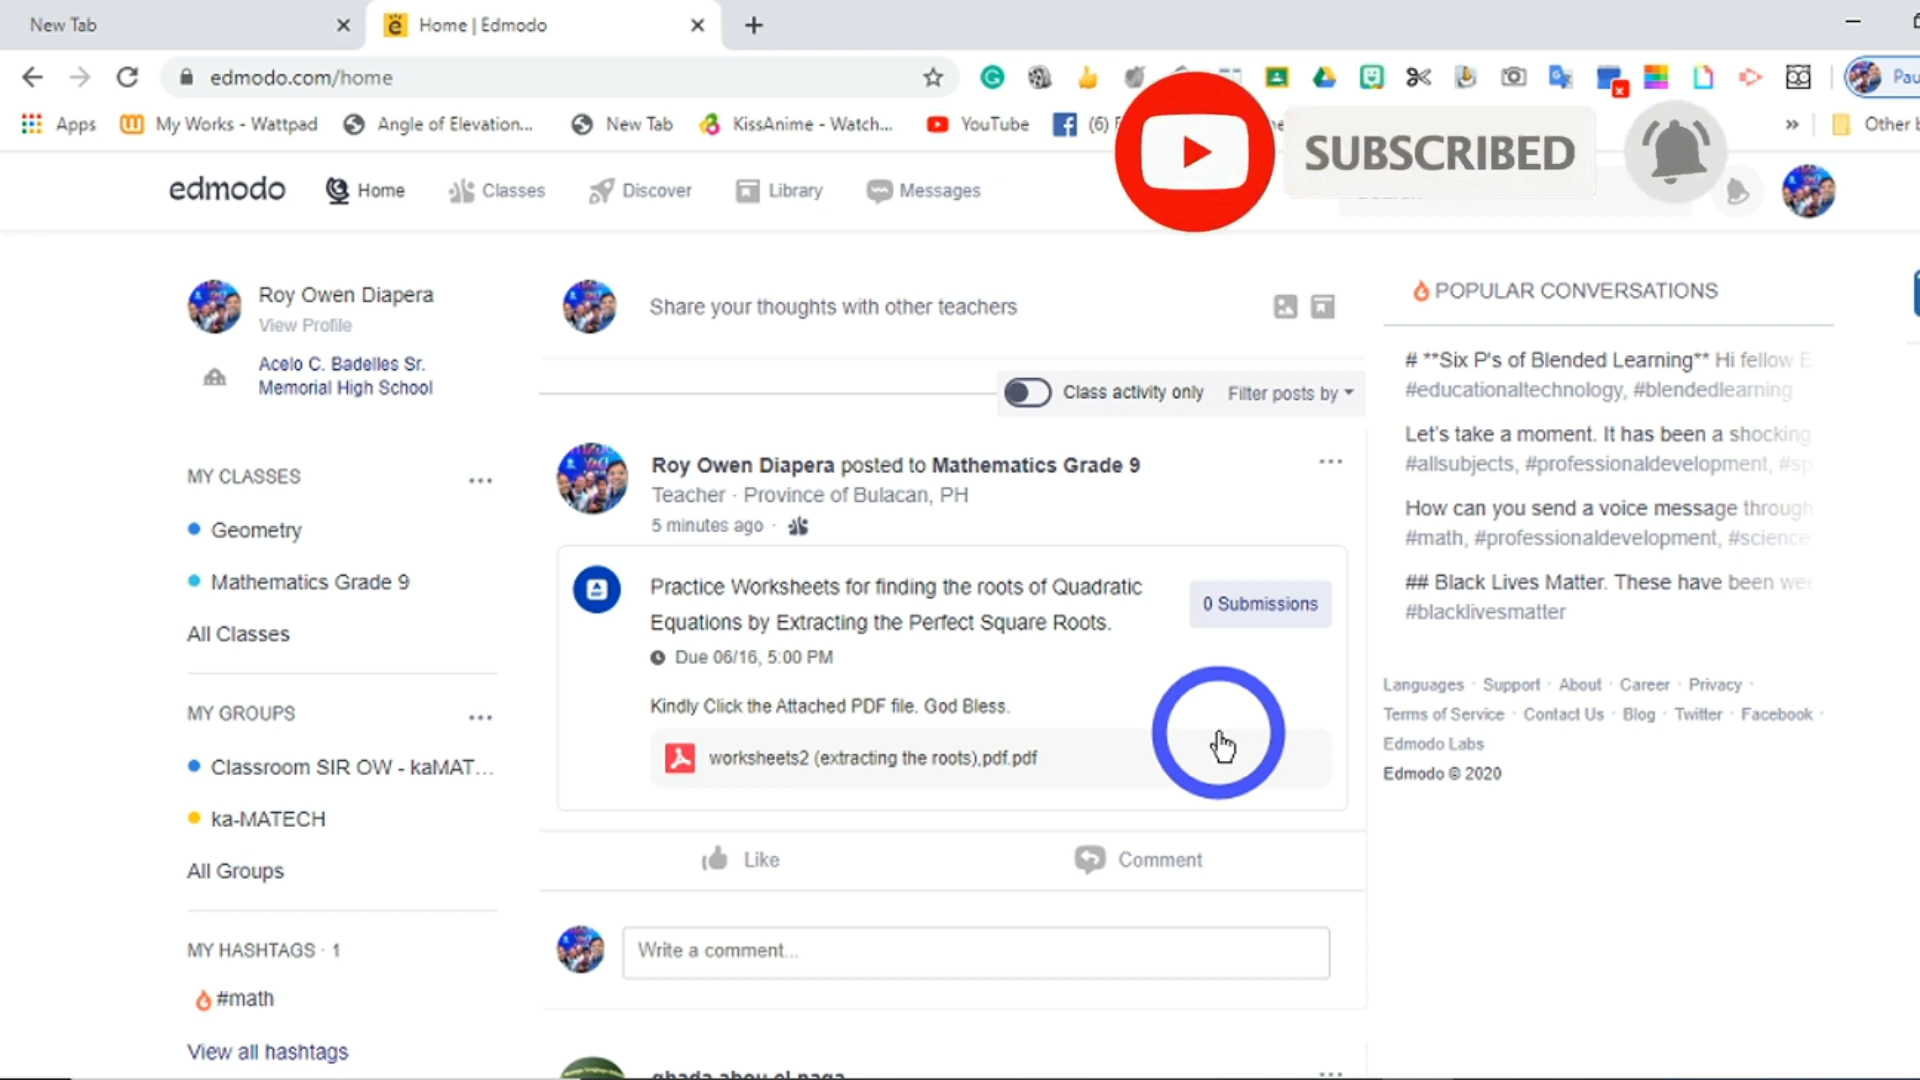 New Tab
Home | Edmodo
edmodo.com/home
Pau
Apps
My Works - Wattpad
Angle of Elevation...
New Tab
KissAnime - Watch...
YouTube
(6)
»
Other b
SUBSCRIBED
edmodo
Home
Classes
Discover
Library
Messages
Roy Owen Diapera
View Profile
Acelo C. Badelles Sr.
Memorial High School
MY CLASSES
Geometry
Mathematics Grade 9
All Classes
MY GROUPS
Classroom SIR OW - kaMAT...
ka-MATECH
All Groups
MY HASHTAGS · 1
#math
View all hashtags
Share your thoughts with other teachers
Class activity only
Filter posts by
Roy Owen Diapera posted to Mathematics Grade 9
Teacher · Province of Bulacan, PH
5 minutes ago ·
Practice Worksheets for finding the roots of Quadratic
Equations by Extracting the Perfect Square Roots.
0 Submissions
Due 06/16, 5:00 PM
Kindly Click the Attached PDF file. God Bless.
worksheets2 (extracting the roots),pdf.pdf
Like
Comment
Write a comment...
POPULAR CONVERSATIONS
# **Six P's of Blended Learning** Hi fellow E
#educationaltechnology, #blendedlearning
Let's take a moment. It has been a shocking
#allsubjects, #professionaldevelopment, #sp
How can you send a voice message through
#math, #professionaldevelopment, #science
## Black Lives Matter. These have been wee
#blacklivesmatter
Languages · Support · About · Career · Privacy ·
Terms of Service · Contact Us · Blog · Twitter · Facebook ·
Edmodo Labs
Edmodo © 2020